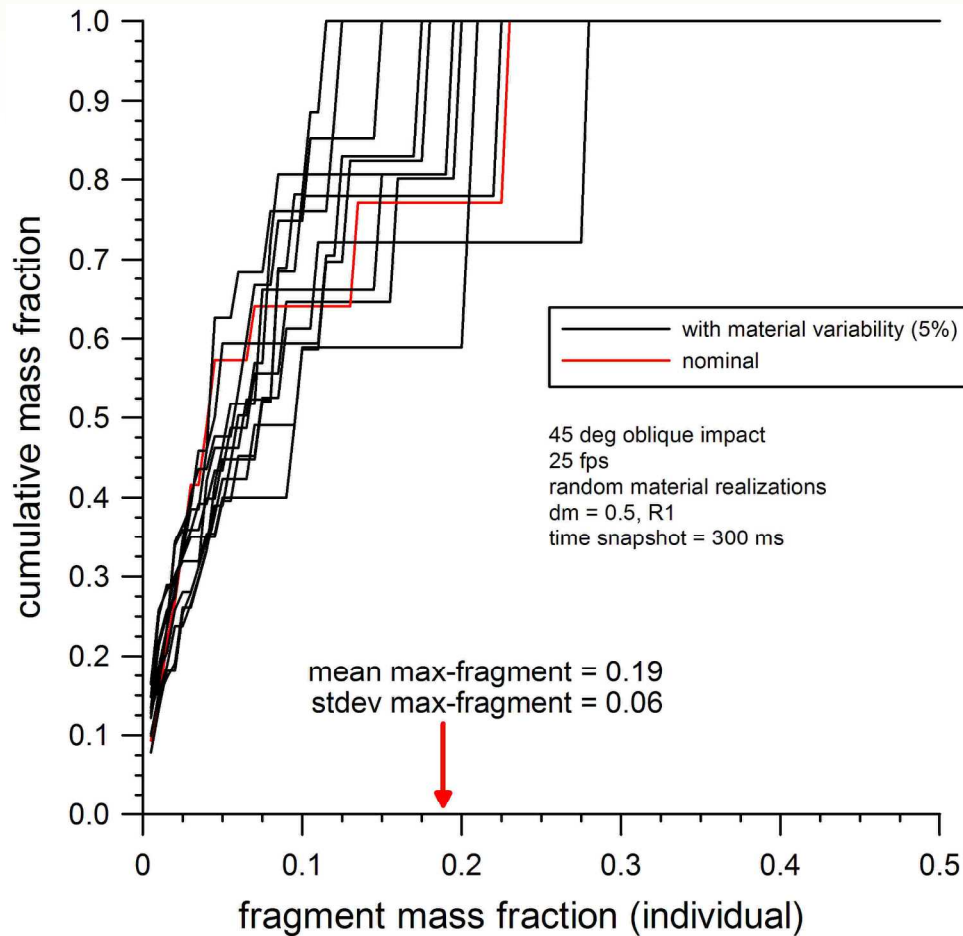 1.0
0.9
0.8
0.7
0.6
0.5
0.4
0.3
0.2
0.1
0.0
cumulative mass fraction
with material variability (5%)
nominal
45 deg oblique impact
25 fps
random material realizations
dm = 0.5, R1
time snapshot = 300 ms
mean max-fragment = 0.19
stdev max-fragment = 0.06
0
0.1
0.2
0.3
0.4
0.5
fragment mass fraction (individual)